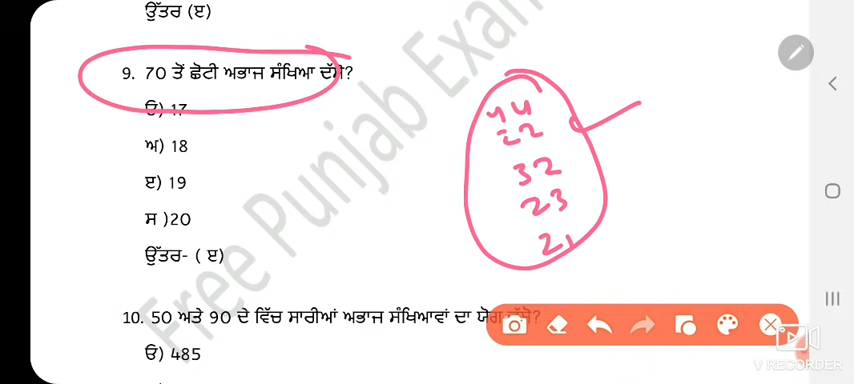 ਉੱਤਰ (ੲ)
9. 70 ਤੋਂ ਛੋਟੀ ਅਭਾਜ ਸੰਖਿਆ ਦੱਸੋ?
ੳ) 17
ਅ) 18
ੲ) 19
ਸ )20
ਉੱਤਰ- ( ੲ)
10. 50 ਅਤੇ 90 ਦੇ ਵਿੱਚ ਸਾਰੀਆਂ ਅਭਾਜ ਸੰਖਿਆਵਾਂ ਦਾ ਯੋਗ ਦੱਸੋ?
ੳ) 485
22
32
23
Free Punjab Exam
V RECORDER